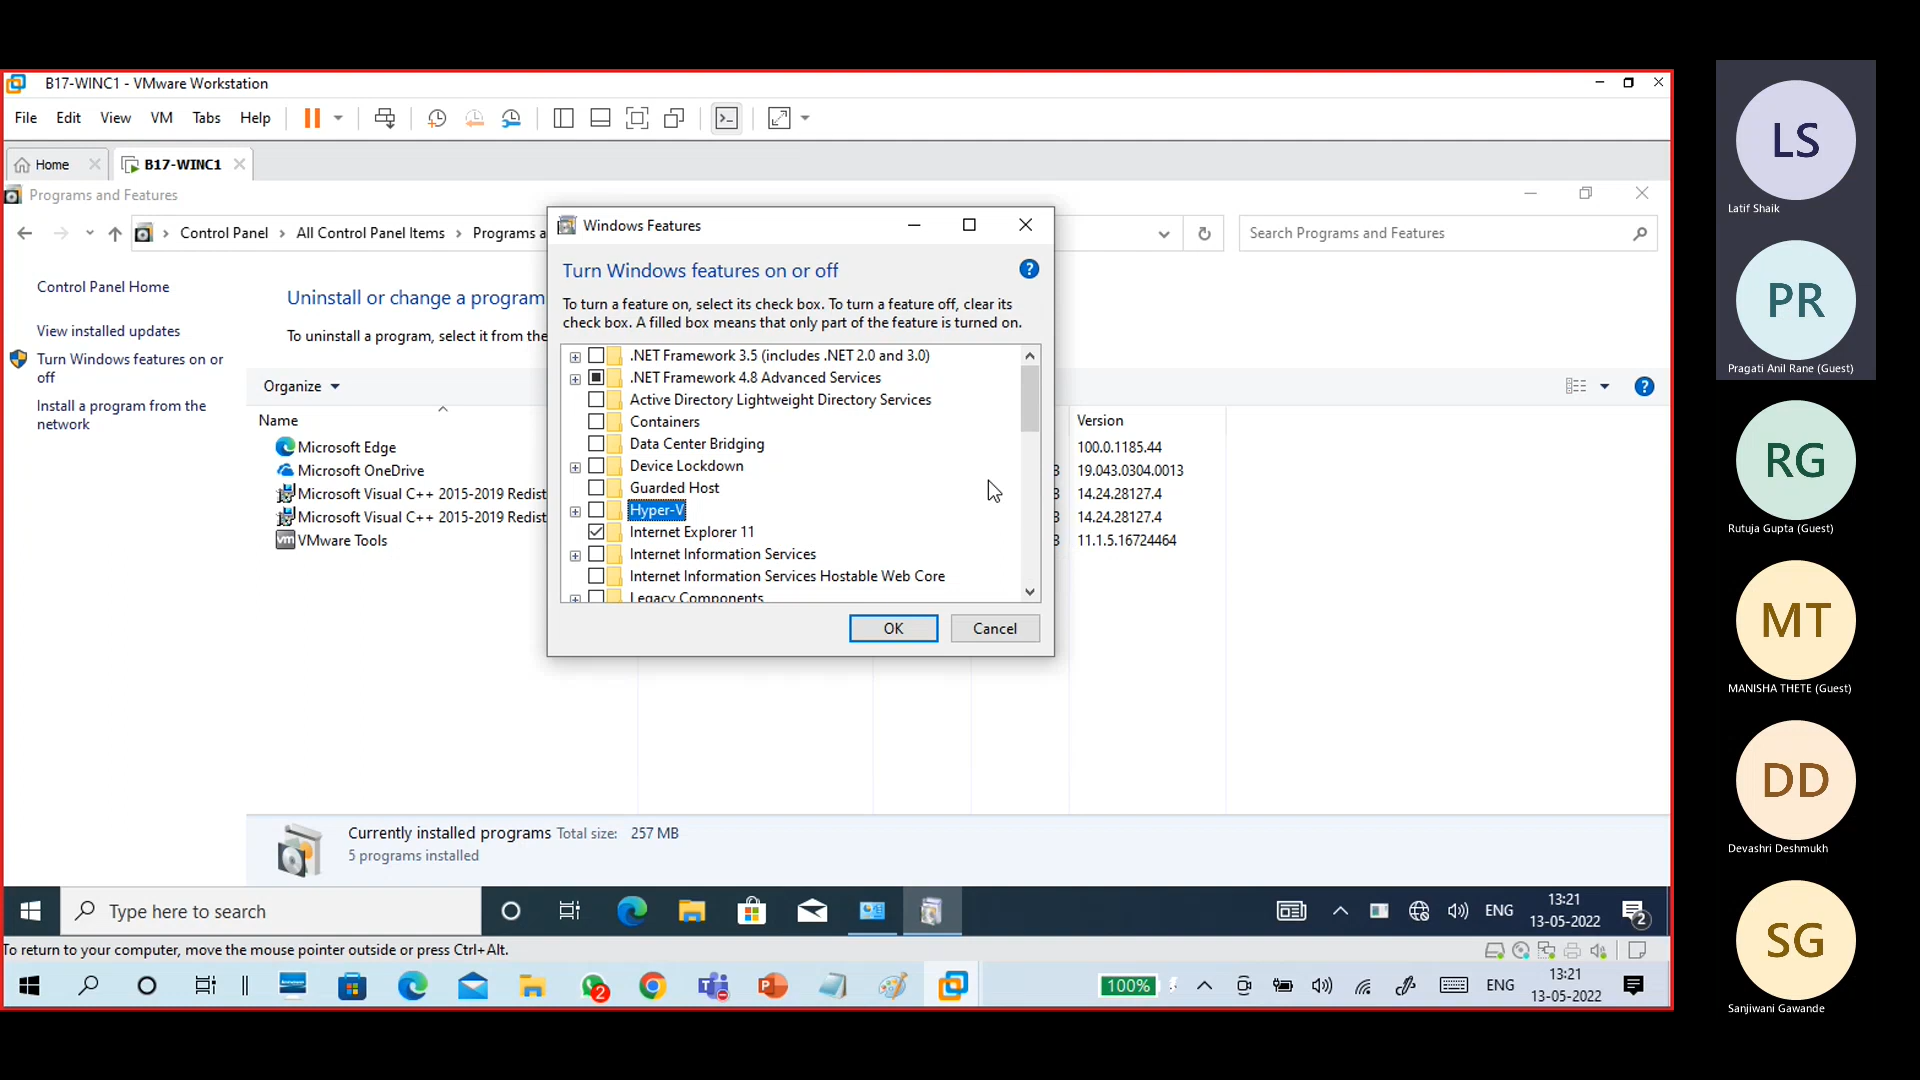 B17-WINC1 - VMware Workstation
File Edit View VM Tabs Help
Home
B17-WINC1
Programs and Features
Control Panel
All Control Panel Items
Programs a
Search Programs and Features
Control Panel Home
View installed updates
Turn Windows features on or
off
Install a program from the
network
Uninstall or change a program
To uninstall a program, select it from the
Organize
Name
Version
Microsoft Edge
100.0.1185.44
Microsoft OneDrive
3 19.043.0304.0013
Microsoft Visual C++ 2015-2019 Redist
3 14.24.28127.4
Microsoft Visual C++ 2015-2019 Redist
3 14.24.28127.4
VMware Tools
3 11.1.5.16724464
Windows Features
Turn Windows features on or off
To turn a feature on, select its check box. To turn a feature off, clear its
check box. A filled box means that only part of the feature is turned on.
.NET Framework 3.5 (includes .NET 2.0 and 3.0)
.NET Framework 4.8 Advanced Services
Active Directory Lightweight Directory Services
Containers
Data Center Bridging
Device Lockdown
Guarded Host
Hyper-V
Internet Explorer 11
Internet Information Services
Internet Information Services Hostable Web Core
Legacy Components
OK
Cancel
Currently installed programs Total size: 257 MB
5 programs installed
Type here to search
ENG
13:21
13-05-2022
2
To return to your computer, move the mouse pointer outside or press Ctrl+Alt.
2
100%
ENG
13:21
13-05-2022
LS
Latif Shaik
PR
Pragati Anil Rane (Guest)
RG
Rutuja Gupta (Guest)
MT
MANISHA THETE (Guest)
DD
Devashri Deshmukh
SG
Sanjiwani Gawande